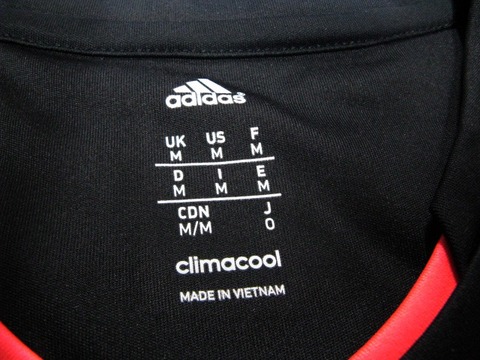 adidas
UK US F
M M M
D I E
M M M
CDN J
M/M O
climacool
MADE IN VIETNAM